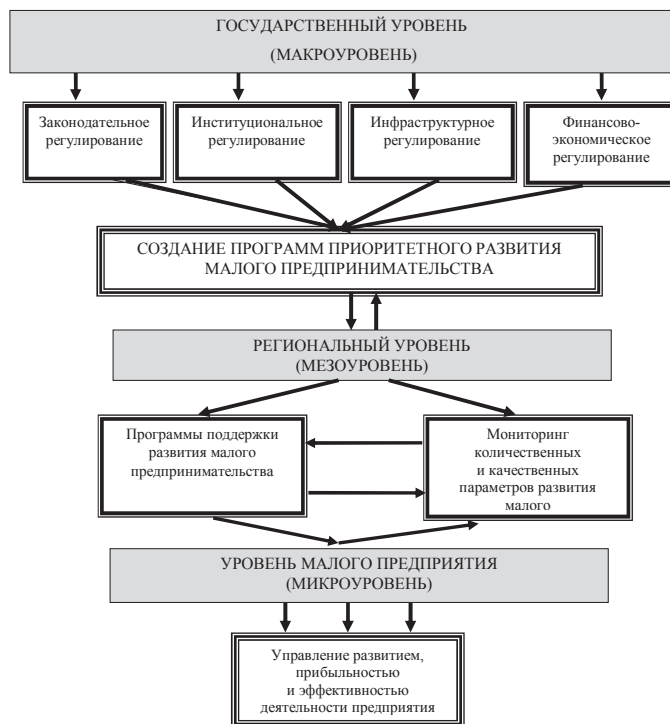 ГОСУДАРСТВЕННЫЙ УРОВЕНЬ
(МАКРОУРОВЕНЬ)
Законодательное
регулирование
Институциональное
регулирование
Инфраструктурное
регулирование
Финансово-
экономическое
регулирование
СОЗДАНИЕ ПРОГРАММ ПРИОРИТЕТНОГО РАЗВИТИЯ
МАЛОГО ПРЕДПРИНИМАТЕЛЬСТВА
РЕГИОНАЛЬНЫЙ УРОВЕНЬ
(МЕЗОУРОВЕНЬ)
Программы поддержки
развития малого
предпринимательства
Мониторинг
количественных
и качественных
параметров развития
малого
УРОВЕНЬ МАЛОГО ПРЕДПРИЯТИЯ
(МИКРОУРОВЕНЬ)
Управление развитием,
прибыльностью
и эффективностью
деятельности предприятия